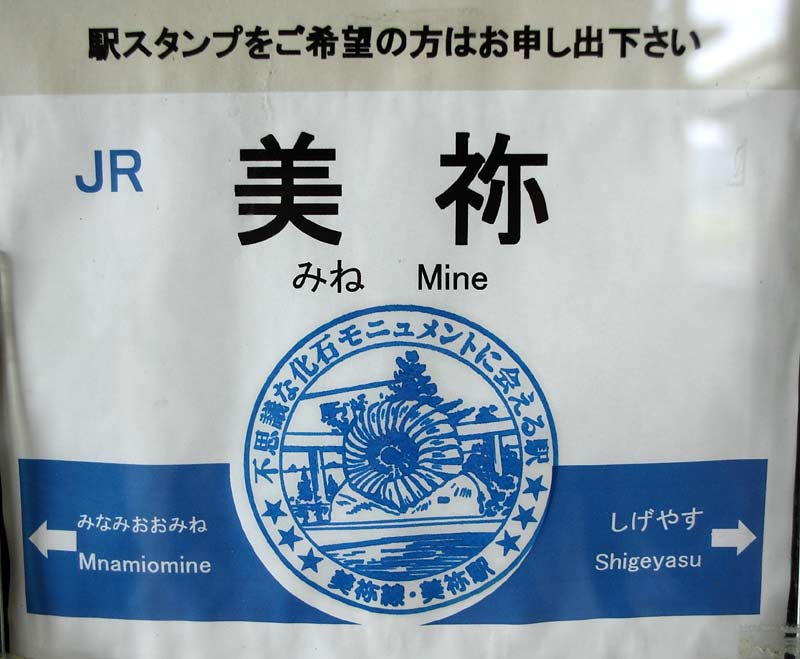 駅スタンプをご希望の方はお申し出下さい
JR
美祢
みね Mine
不思議な化石モニュメントに会える駅
みなみおおみね
Mnamiomine
しげやす
Shigeyasu
美祢線・美祢駅